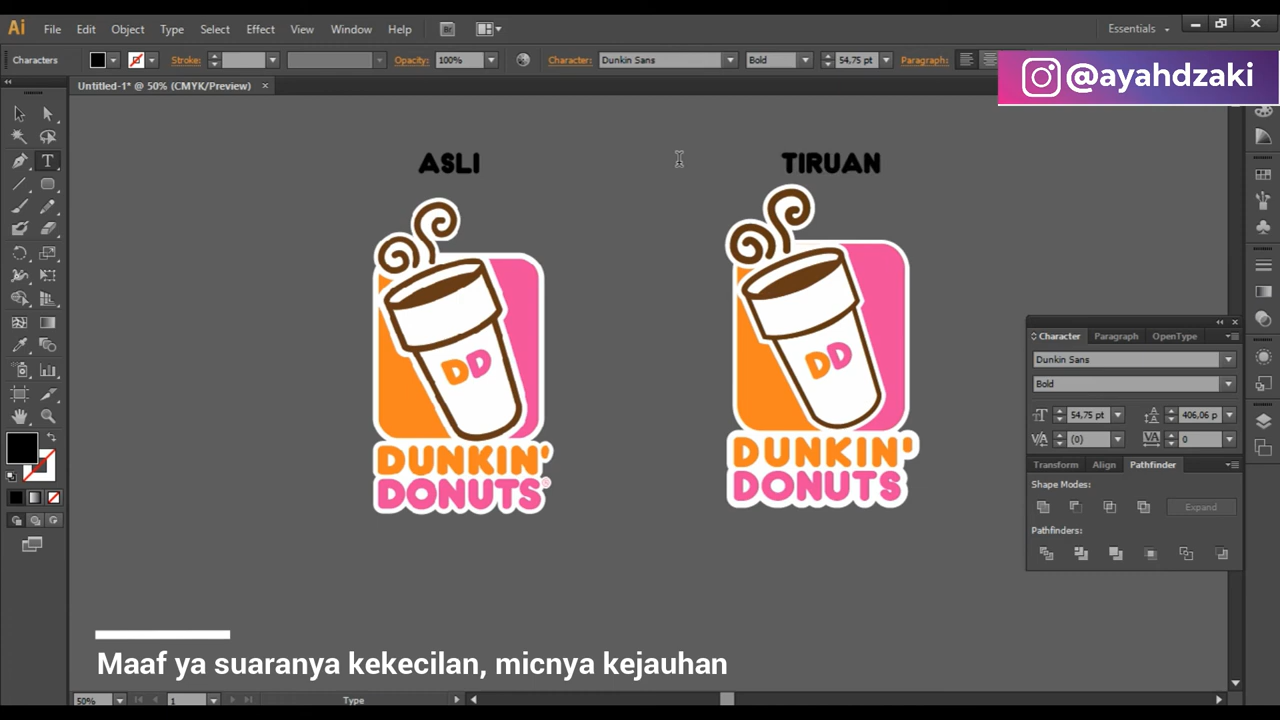 Ai File Edit Object Type Select Effect View Window Help Essentials
Characters Stroke: Opacity: 100% Character: Dunkin Sans Bold 54,75 pt Paragraph:
@ayahdzaki
Untitled-1* @ 50% (CMYK/Preview)
ASLI TIRUAN
DD
DUNKIN'
DONUTS®
DD
DUNKIN'
DONUTS
Character Paragraph OpenType
Dunkin Sans
Bold
54,75 pt 406,06 p
(0) 0
Transform Align Pathfinder
Shape Modes:
Expand
Pathfinders:
Maaf ya suaranya kekecilan, micnya kejauhan
50% 1 Type